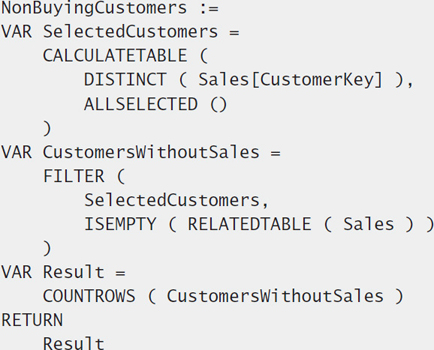 NonBuyingCustomers :=
VAR SelectedCustomers =
    CALCULATETABLE (
        DISTINCT ( Sales[CustomerKey] ),
        ALLSELECTED ()
    )
VAR CustomersWithoutSales =
    FILTER (
        SelectedCustomers,
        ISEMPTY ( RELATEDTABLE ( Sales ) )
    )
VAR Result =
    COUNTROWS ( CustomersWithoutSales )
RETURN
    Result